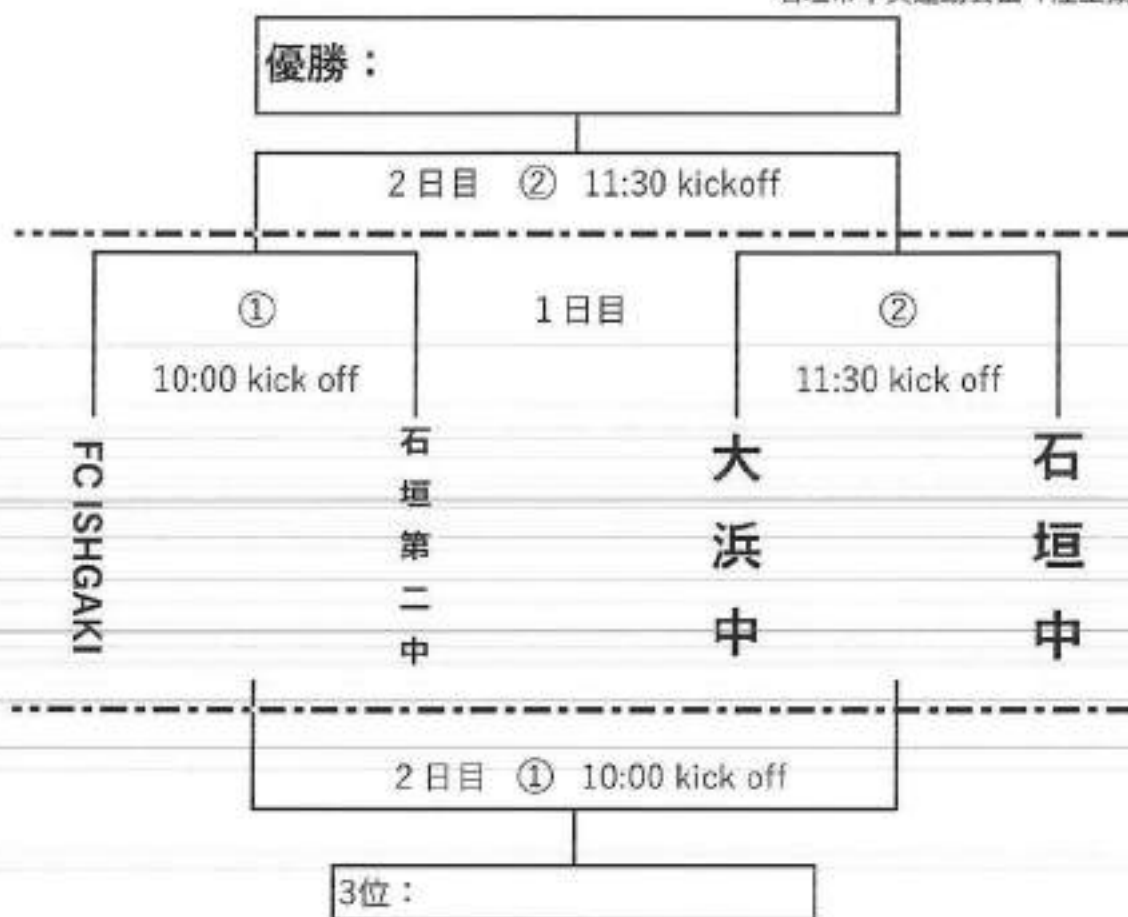 優勝：
2日目 ② 11:30 kickoff
① 1日目 ②
10:00 kick off 11:30 kick off
FC ISHGAKI
石垣第二中
大浜中
石垣中
2日目 ① 10:00 kick off
3位：